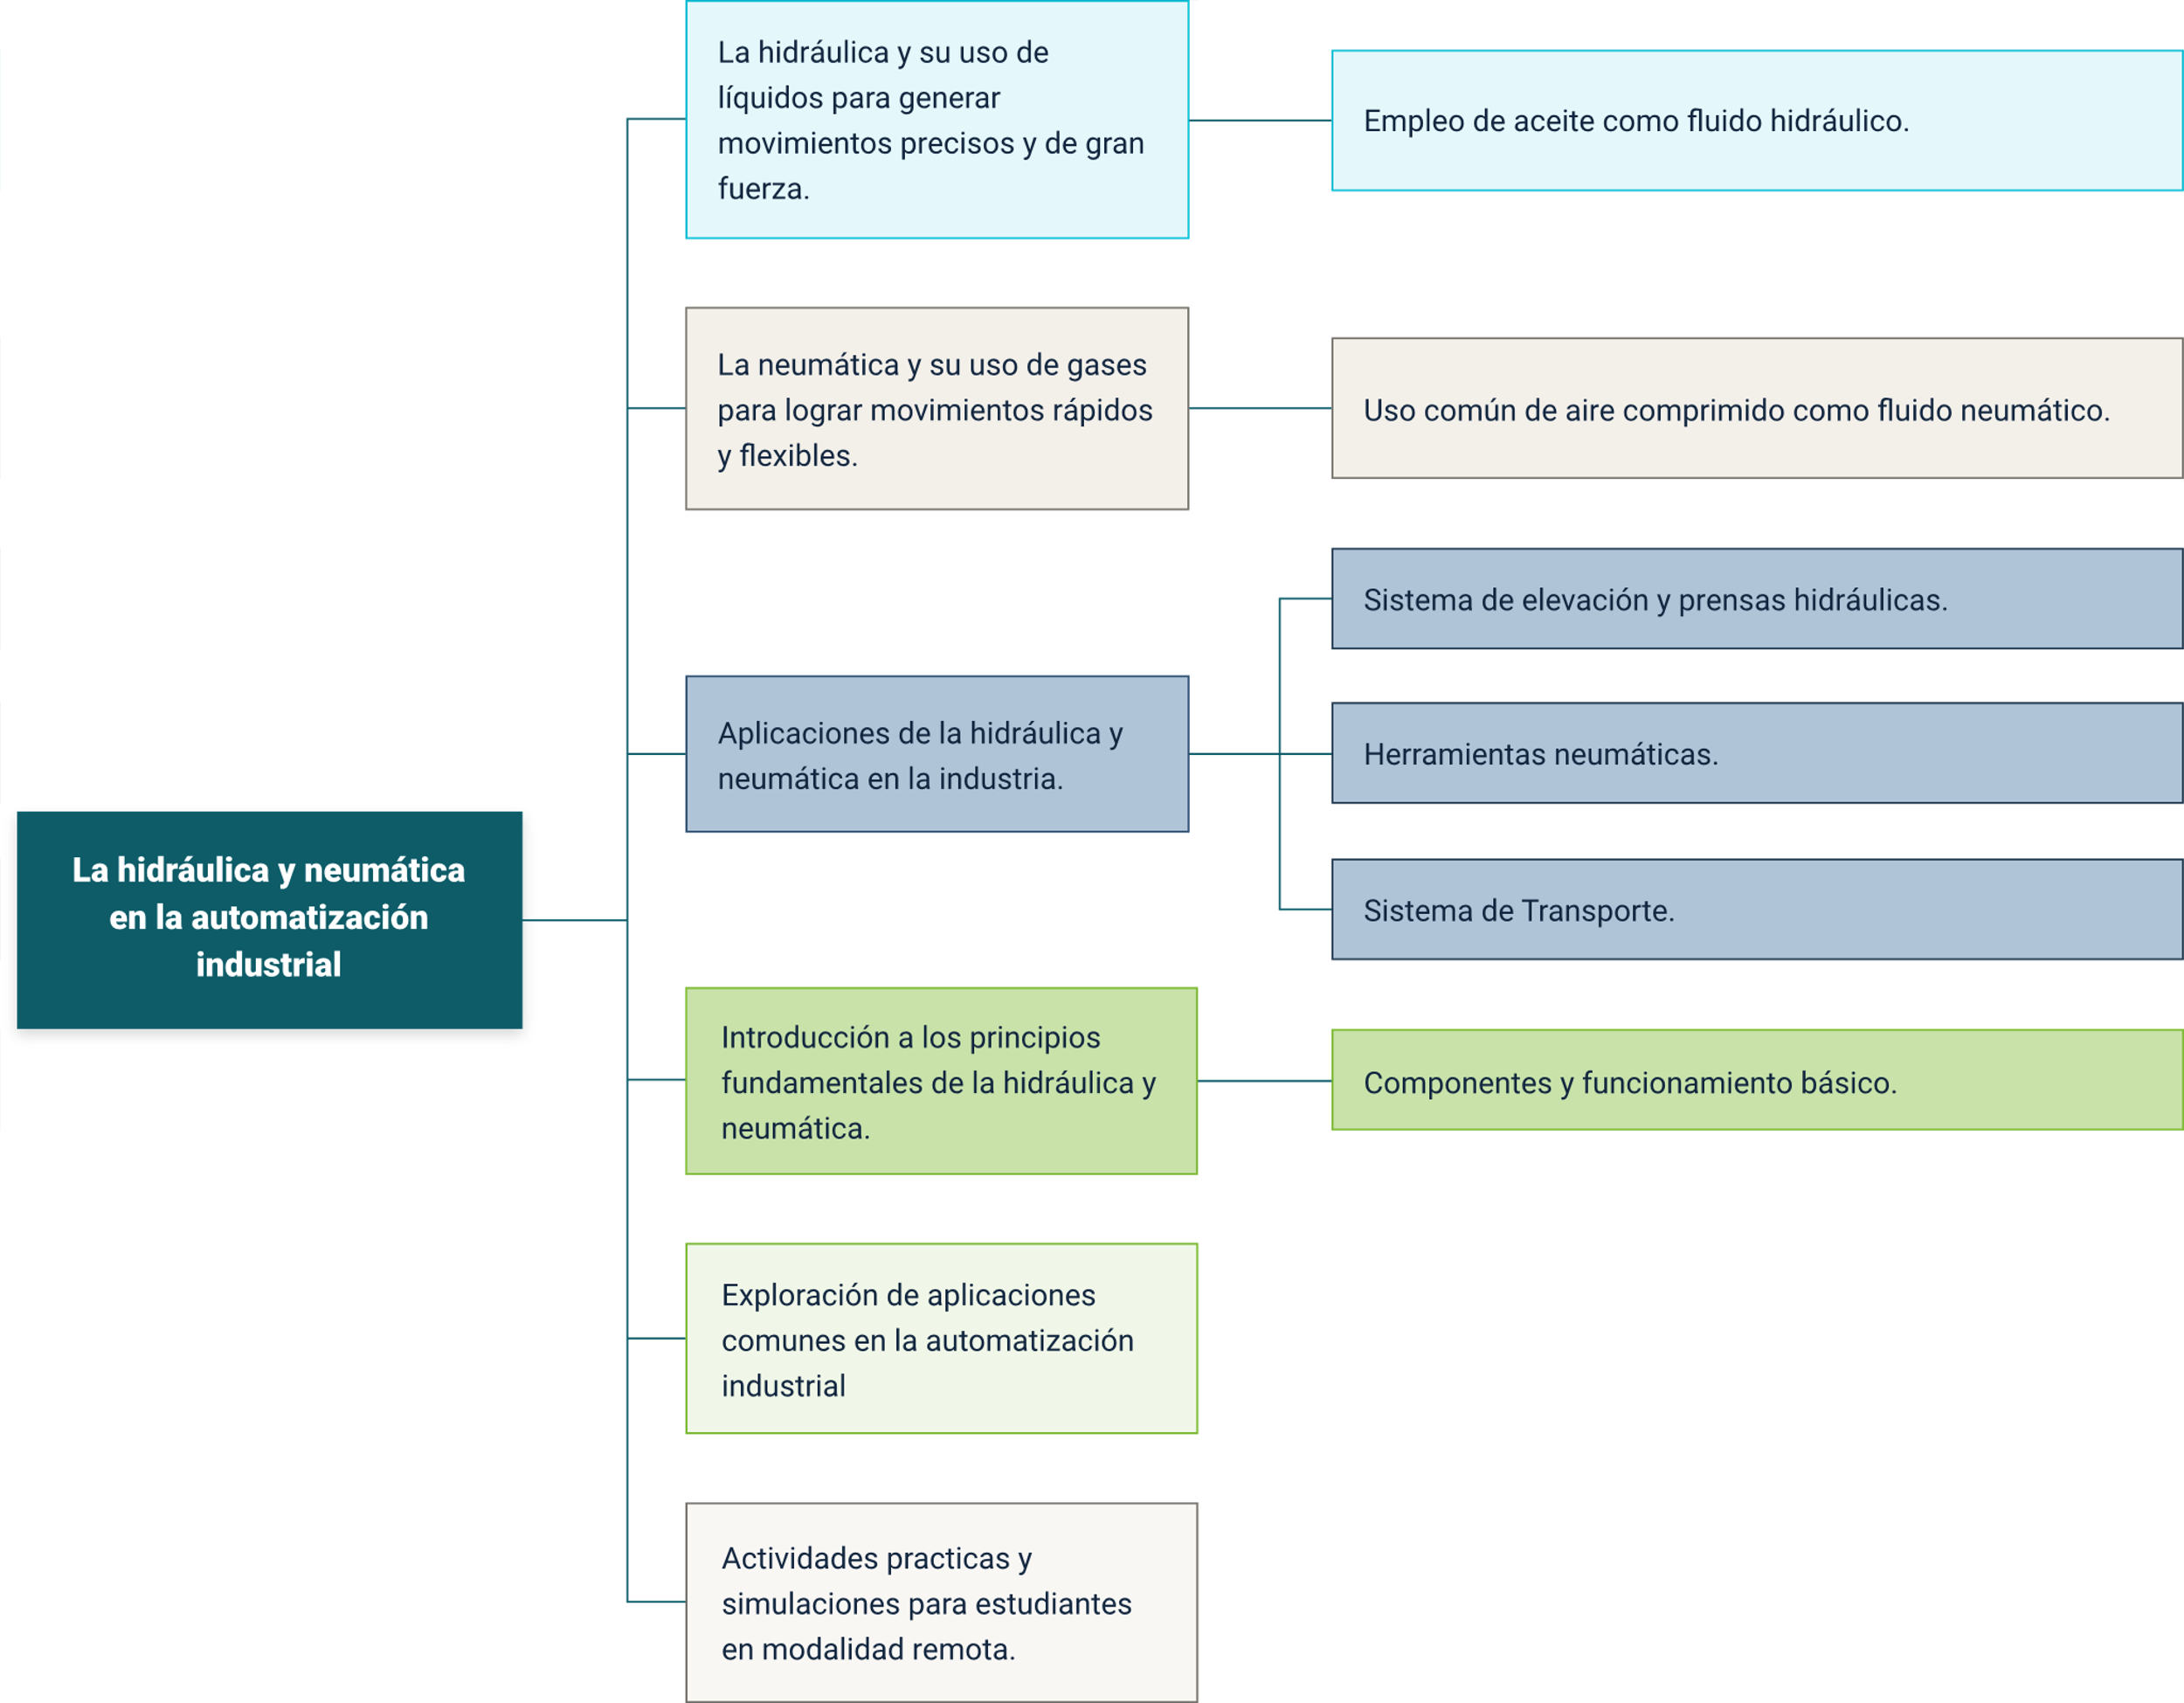 La hidráulica y neumática
en la automatización
industrial
La hidráulica y su uso de
líquidos para generar
movimientos precisos y de gran
fuerza.
Empleo de aceite como fluido hidráulico.
La neumática y su uso de gases
para lograr movimientos rápidos
y flexibles.
Uso común de aire comprimido como fluido neumático.
Aplicaciones de la hidráulica y
neumática en la industria.
Sistema de elevación y prensas hidráulicas.
Herramientas neumáticas.
Sistema de Transporte.
Introducción a los principios
fundamentales de la hidráulica y
neumática.
Componentes y funcionamiento básico.
Exploración de aplicaciones
comunes en la automatización
industrial
Actividades practicas y
simulaciones para estudiantes
en modalidad remota.